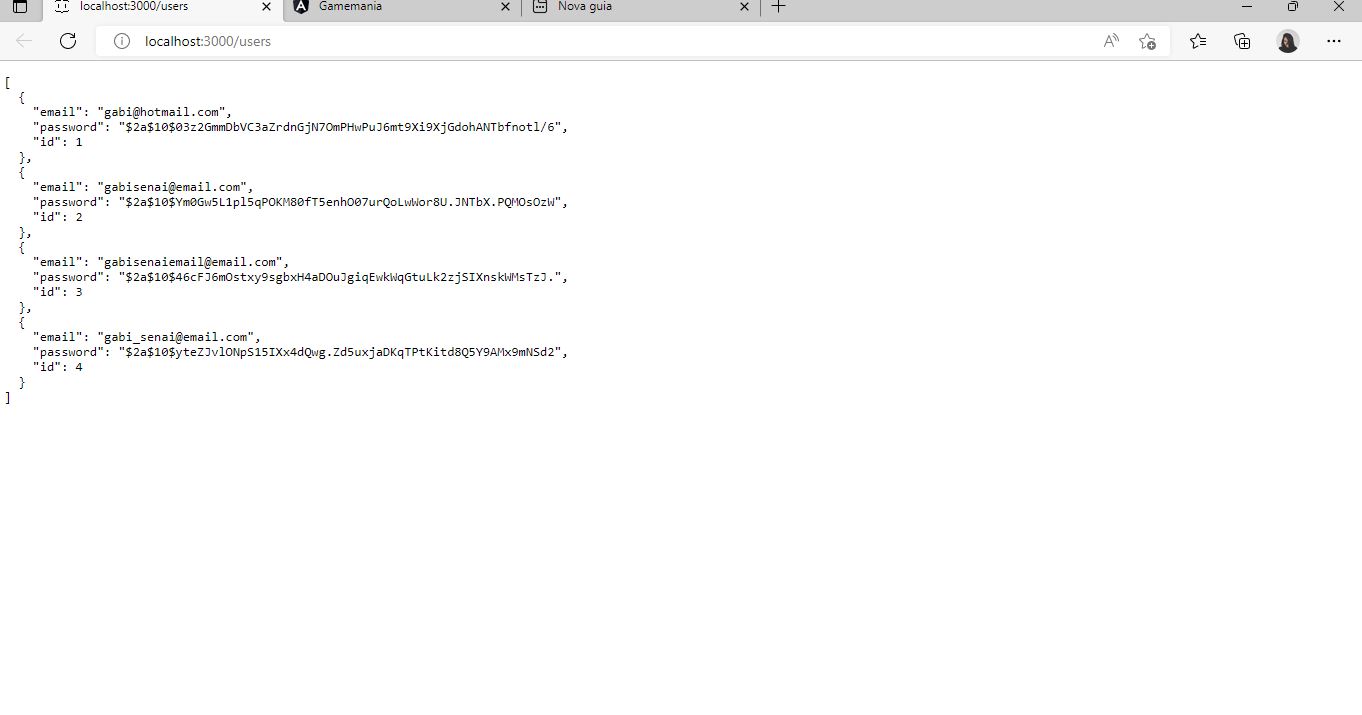 localhost:3000/users
Gamemania
Nova guia
localhost:3000/users
[
  {
    "email": "gabi@hotmail.com",
    "password": "$2a$10$03z2GmmDbVC3aZrdnGjN7OmPHwPuJ6mt9Xi9XjGdohANTbfnotl/6",
    "id": 1
  },
  {
    "email": "gabisenai@email.com",
    "password": "$2a$10$Ym0Gw5L1pl5qPOKM80fT5enhO07urQoLwWor8U.JNTbX.PQMOsOzW",
    "id": 2
  },
  {
    "email": "gabisenaiemail@email.com",
    "password": "$2a$10$46cFJ6mOstxy9sgbxH4aDOuJgiqEwkWqGtuLk2zjSIXnskWMsTzJ.",
    "id": 3
  },
  {
    "email": "gabi_senai@email.com",
    "password": "$2a$10$yteZJvlONpS15IXx4dQwg.Zd5uxjaDKqTPtKitd8Q5Y9AMx9mNSd2",
    "id": 4
  }
]